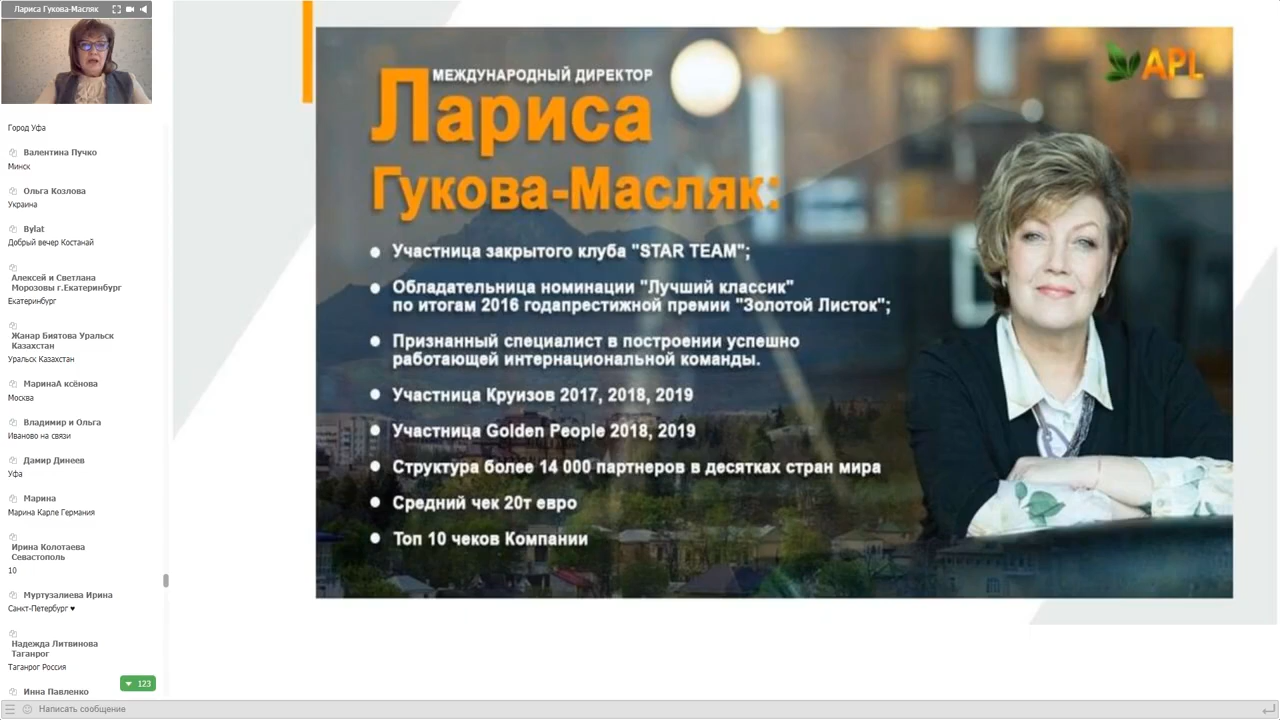 Лариса Гукова-Масляк
Город Уфа
Валентина Пучко
Минск
Ольга Козлова
Украина
Bylat
Добрый вечер Костанай
Алексей и Светлана
Морозовы г.Екатеринбург
Екатеринбург
Жанар Биятова Уральск
Казахстан
Уральск Казахстан
МаринаА ксёнова
Москва
Владимир и Ольга
Иваново на связи
Дамир Динеев
Уфа
Марина
Марина Карле Германия
Ирина Колотаева
Севастополь
10
Муртузалиева Ирина
Санкт-Петербург ♥
Надежда Литвинова
Таганрог
Таганрог Россия
Инна Павленко
123
Написать сообщение
APL
МЕЖДУНАРОДНЫЙ ДИРЕКТОР
Лариса
Гукова-Масляк:
Участница закрытого клуба "STAR TEAM";
Обладательница номинации "Лучший классик"
по итогам 2016 годапрестижной премии "Золотой Листок";
Признанный специалист в построении успешно
работающей интернациональной команды.
Участница Круизов 2017, 2018, 2019
Участница Golden People 2018, 2019
Структура более 14 000 партнеров в десятках стран мира
Средний чек 20т евро
Топ 10 чеков Компании